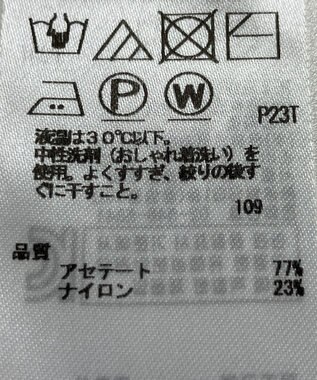 P W
P23T
液温は30℃以下。
中性洗剤（おしゃれ着洗い）を
使用。よくすすぎ、絞りの後す
ぐに干すこと。
109
品質
アセテート 77%
ナイロン 23%